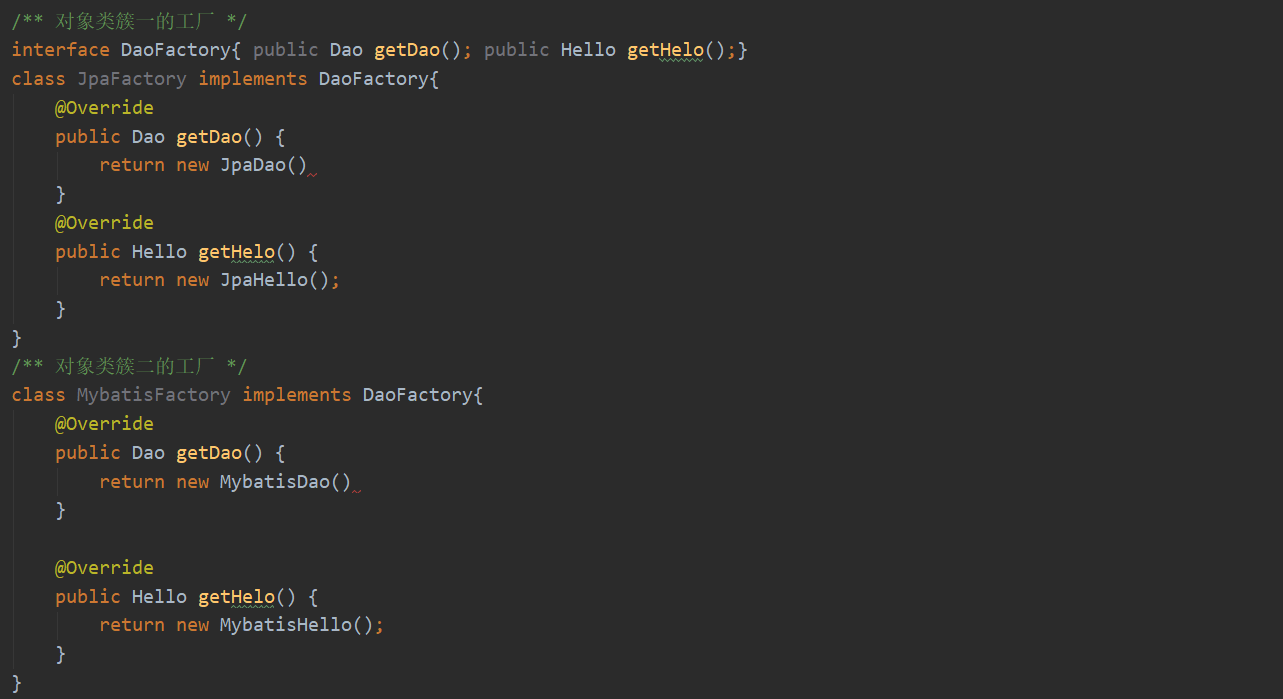 /** 对象类簇一的工厂 */
interface DaoFactory{ public Dao getDao(); public Hello getHelo();}
class JpaFactory implements DaoFactory{
@Override
public Dao getDao() {
return new JpaDao()
}
@Override
public Hello getHelo() {
return new JpaHello();
}
}
/** 对象类簇二的工厂 */
class MybatisFactory implements DaoFactory{
@Override
public Dao getDao() {
return new MybatisDao()
}
@Override
public Hello getHelo() {
return new MybatisHello();
}
}